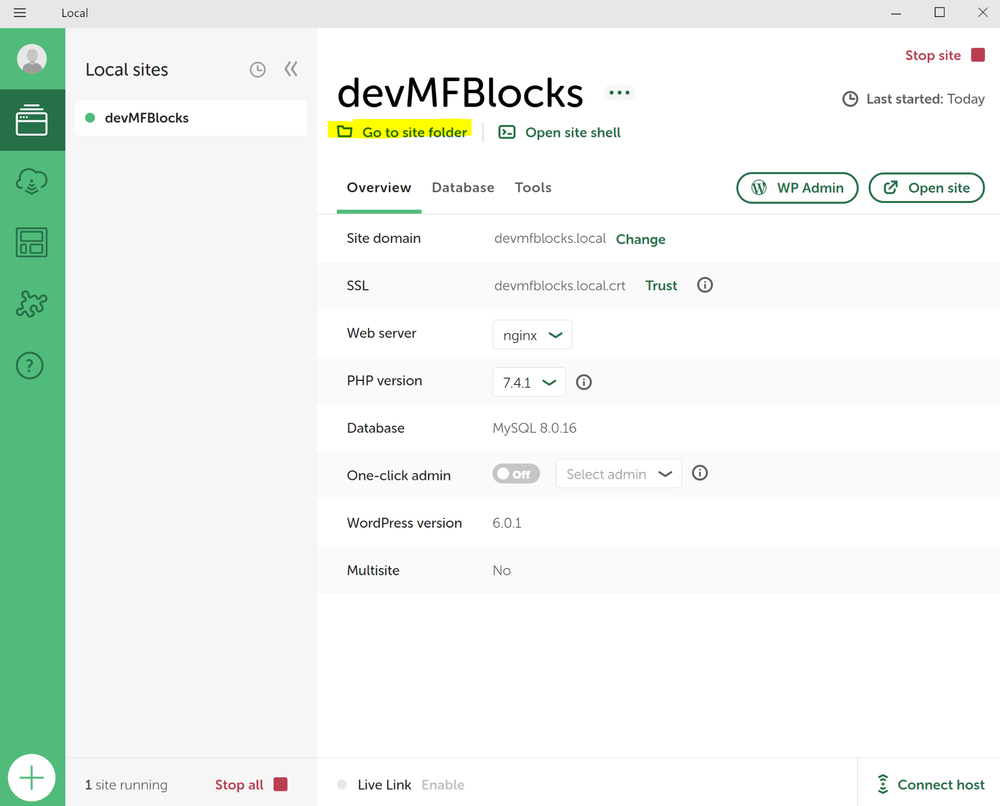 Local
Local sites
devMFBlocks
Stop site
devMFBlocks
Last started: Today
Go to site folder
Open site shell
Overview Database Tools
WP Admin
Open site
Site domain devmfblocks.local Change
SSL devmfblocks.local.crt Trust
Web server nginx
PHP version 7.4.1
Database MySQL 8.0.16
One-click admin Off Select admin
WordPress version 6.0.1
Multisite No
1 site running Stop all
Live Link Enable
Connect host